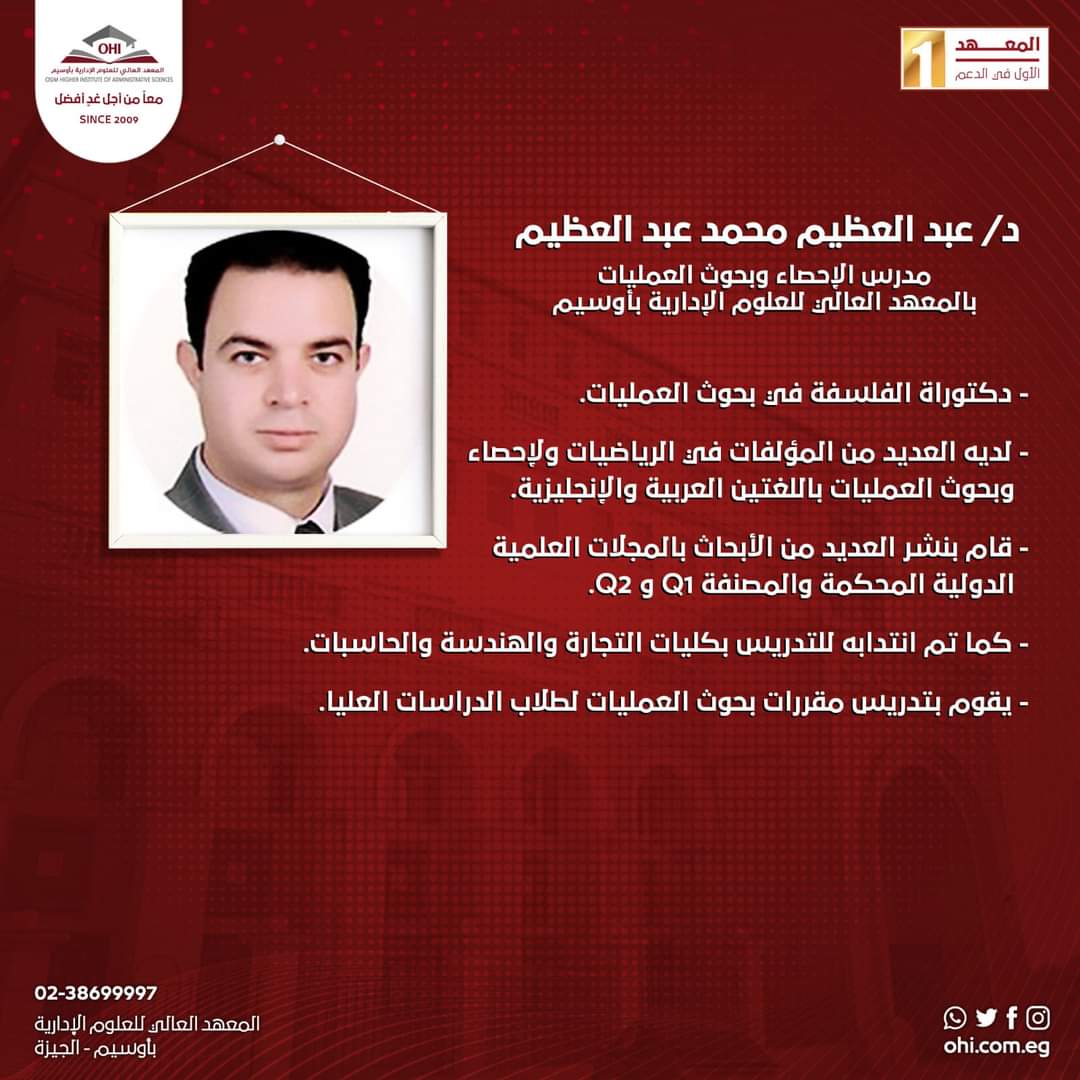 OHI
المعهد العالي للعلوم الإدارية بأوسيم
OSIM HIGHER INSTITUTE OF ADMINISTRATIVE SCIENCES
معاً من أجل غدٍ أفضل
SINCE 2009
المعهد
الأول في الدعم
1
د/ عبد العظيم محمد عبد العظيم
مدرس الإحصاء وبحوث العمليات
بالمعهد العالي للعلوم الإدارية بأوسيم
- دكتوراة الفلسفة في بحوث العمليات.
- لديه العديد من المؤلفات في الرياضيات ولإحصاء
وبحوث العمليات باللغتين العربية والإنجليزية.
- قام بنشر العديد من الأبحاث بالمجلات العلمية
الدولية المحكمة والمصنفة Q1 و Q2.
- كما تم انتدابه للتدريس بكليات التجارة والهندسة والحاسبات.
- يقوم بتدريس مقررات بحوث العمليات لطلاب الدراسات العليا.
02-38699997
المعهد العالي للعلوم الإدارية
بأوسيم - الجيزة
ohi.com.eg